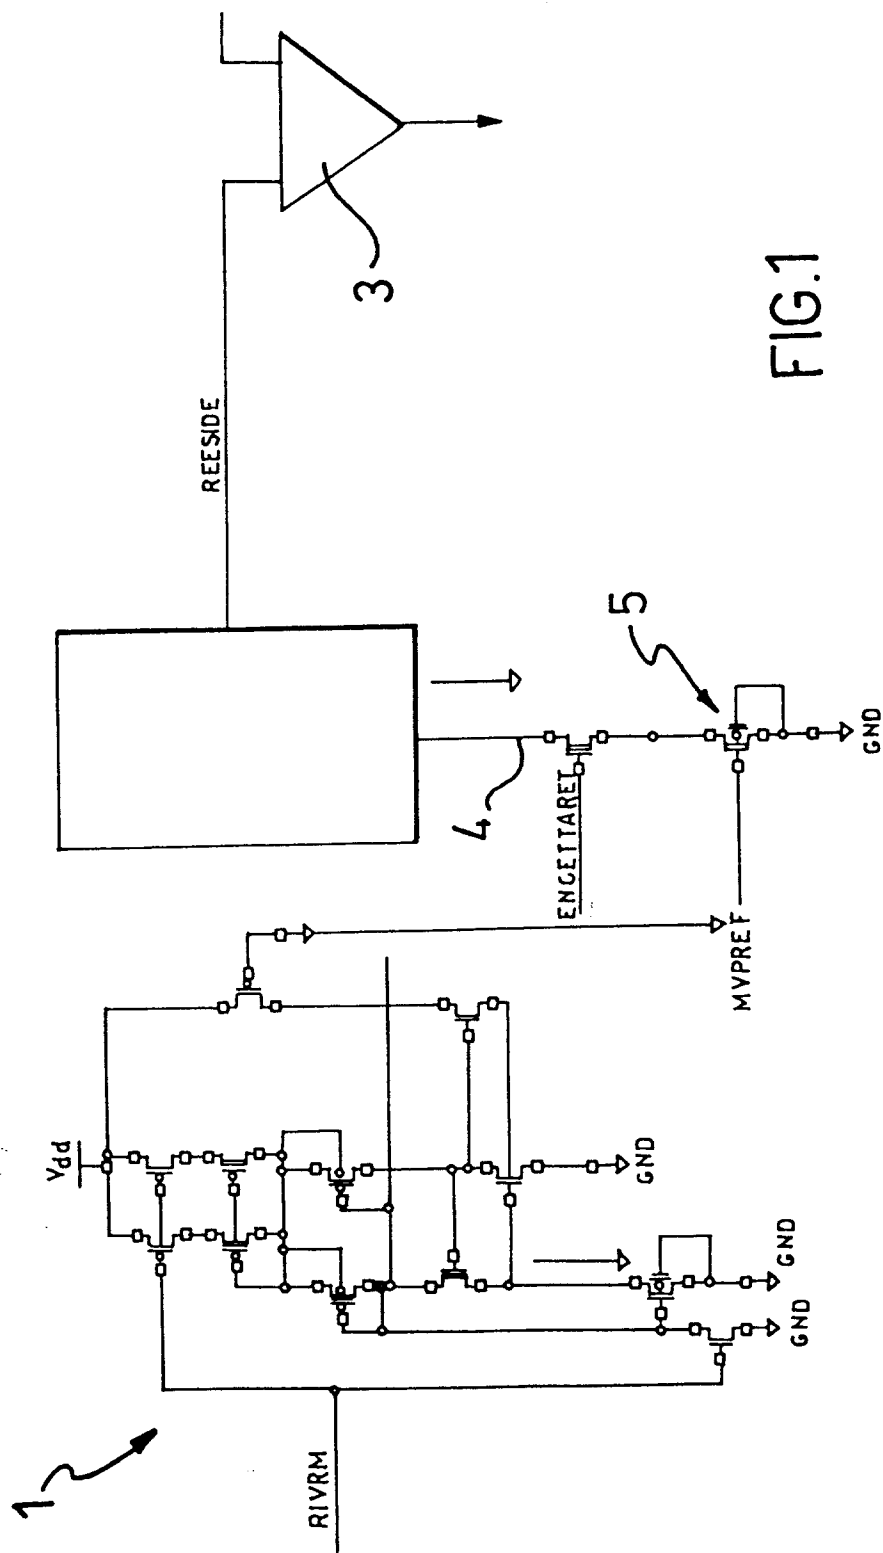 1
RIVRM
Vdd
GND
GND
GND
MVPREF
ENCETTARET
4
5
GND
REESIDE
3
FIG.1